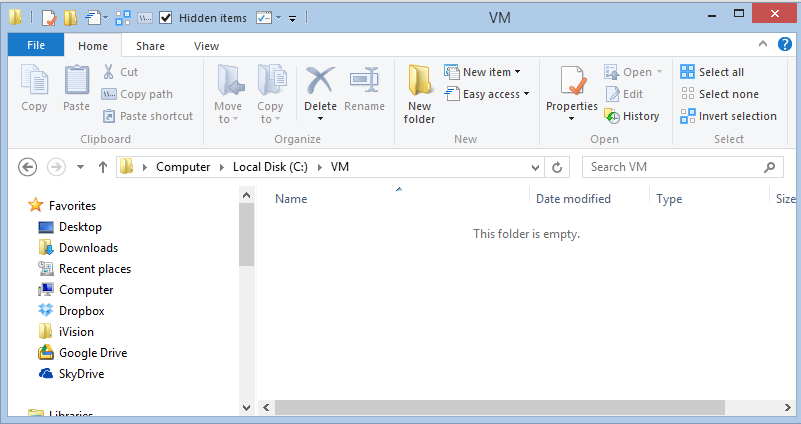 Hidden items
VM
File Home Share View
Copy
Paste
Cut
Copy path
Paste shortcut
Clipboard
Move to
Copy to
Delete
Rename
Organize
New folder
New item
Easy access
New
Properties
Open
Edit
History
Open
Select all
Select none
Invert selection
Select
Computer Local Disk (C:) VM
Search VM
Name Date modified Type Size
This folder is empty.
Favorites
Desktop
Downloads
Recent places
Computer
Dropbox
iVision
Google Drive
SkyDrive
Libraries